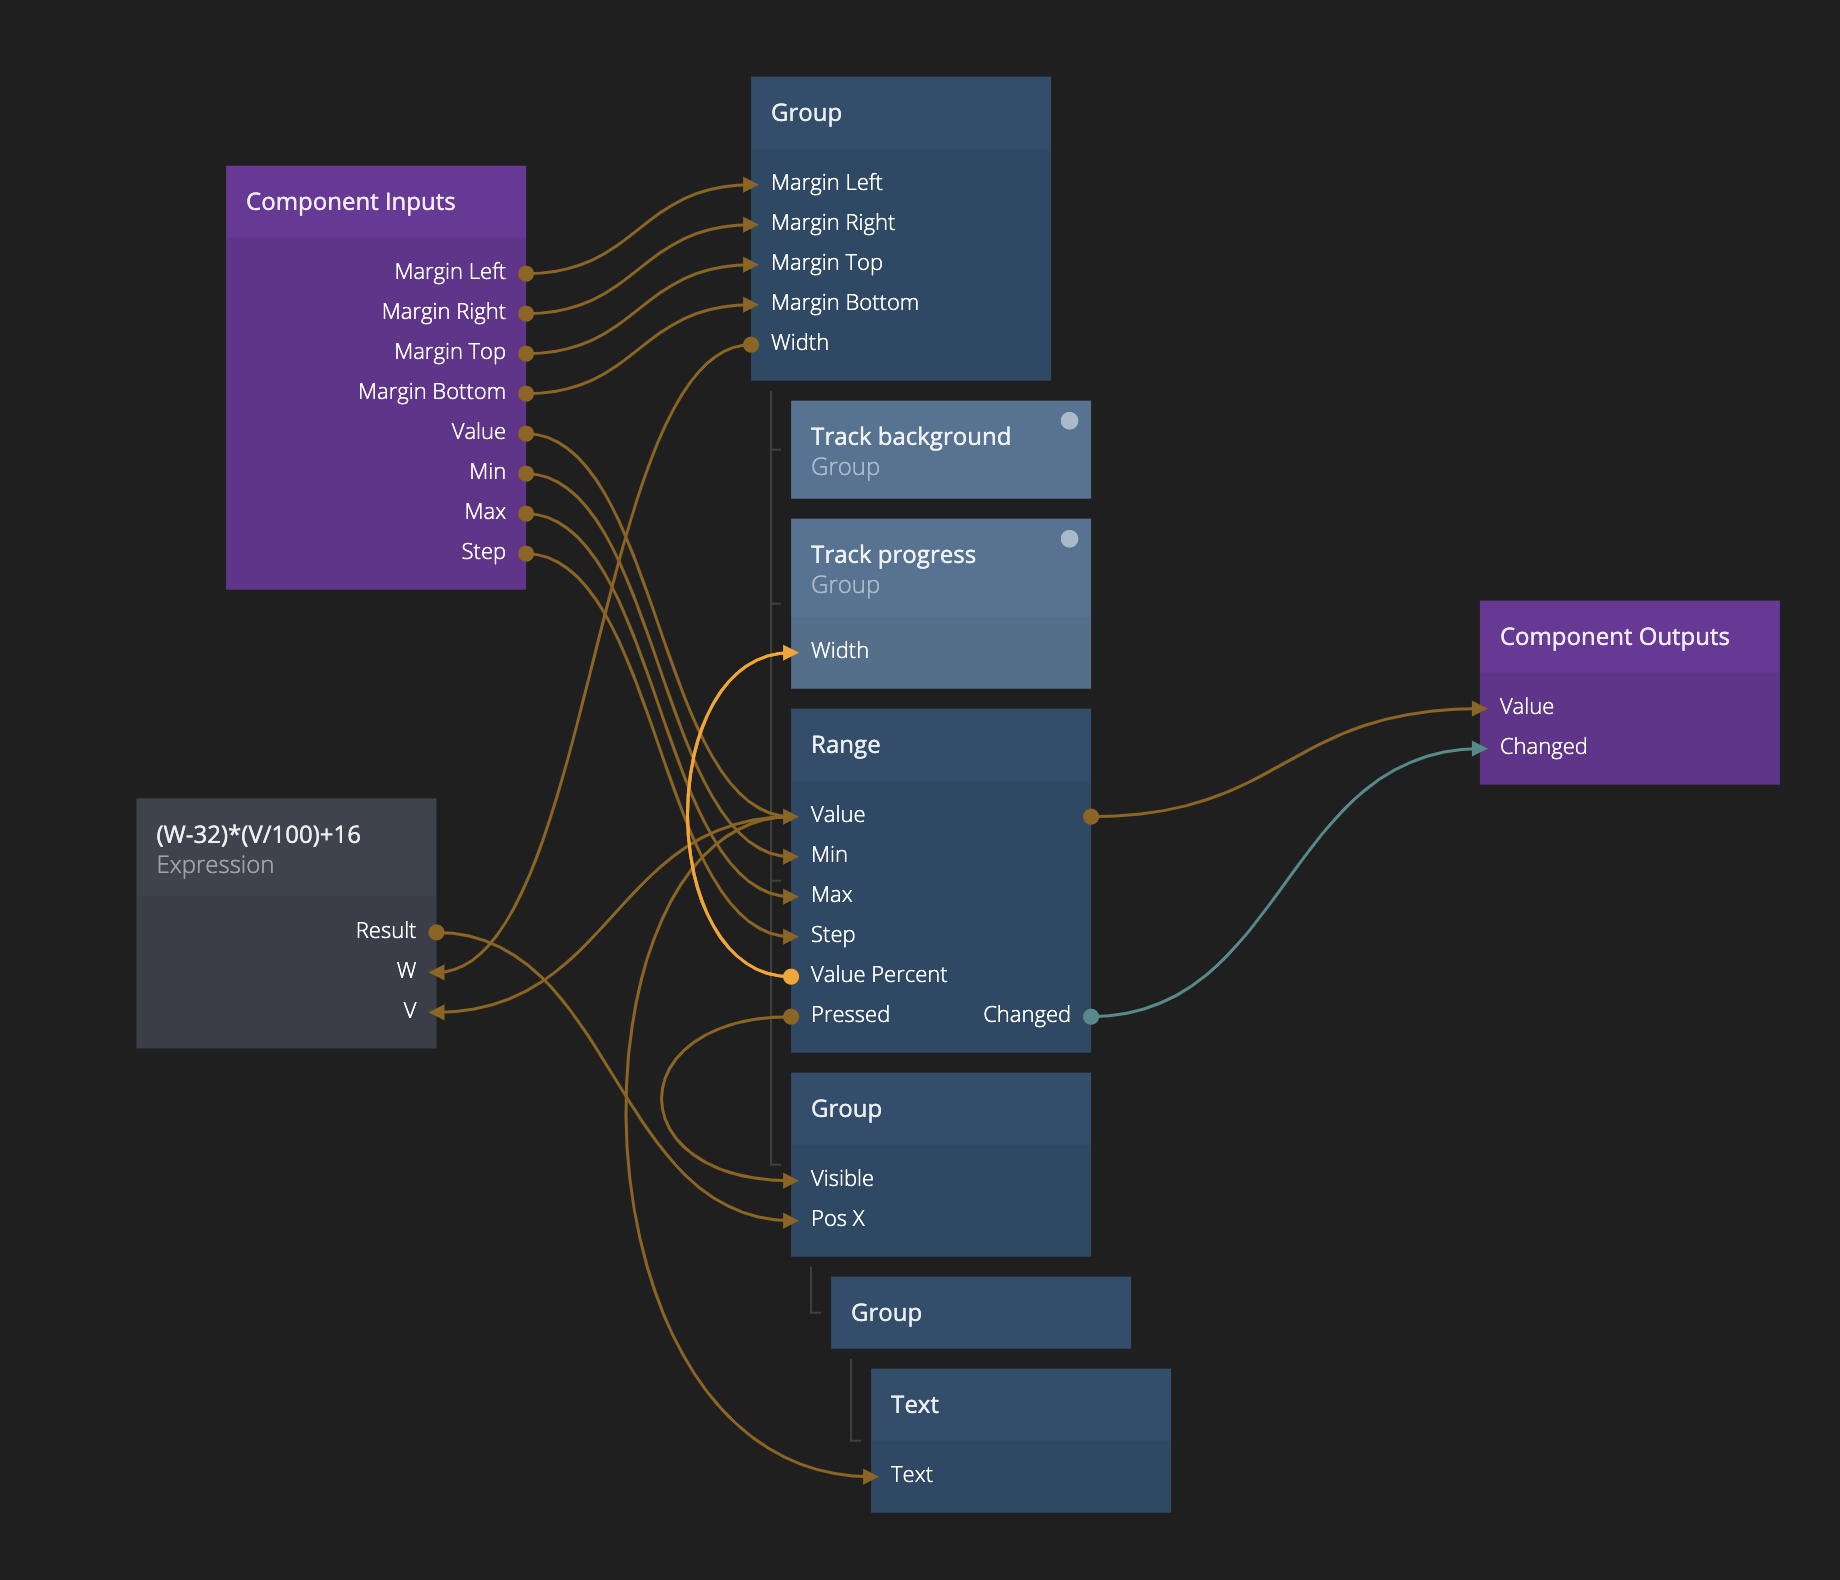 Group
Margin Left
Margin Right
Margin Top
Margin Bottom
Width
Component Inputs
Margin Left
Margin Right
Margin Top
Margin Bottom
Value
Min
Max
Step
Track background
Group
Track progress
Group
Width
Component Outputs
Value
Changed
Range
Value
Min
Max
Step
Value Percent
Pressed Changed
(W-32)*(V/100)+16
Expression
Result
W
V
Group
Visible
Pos X
Group
Text
Text